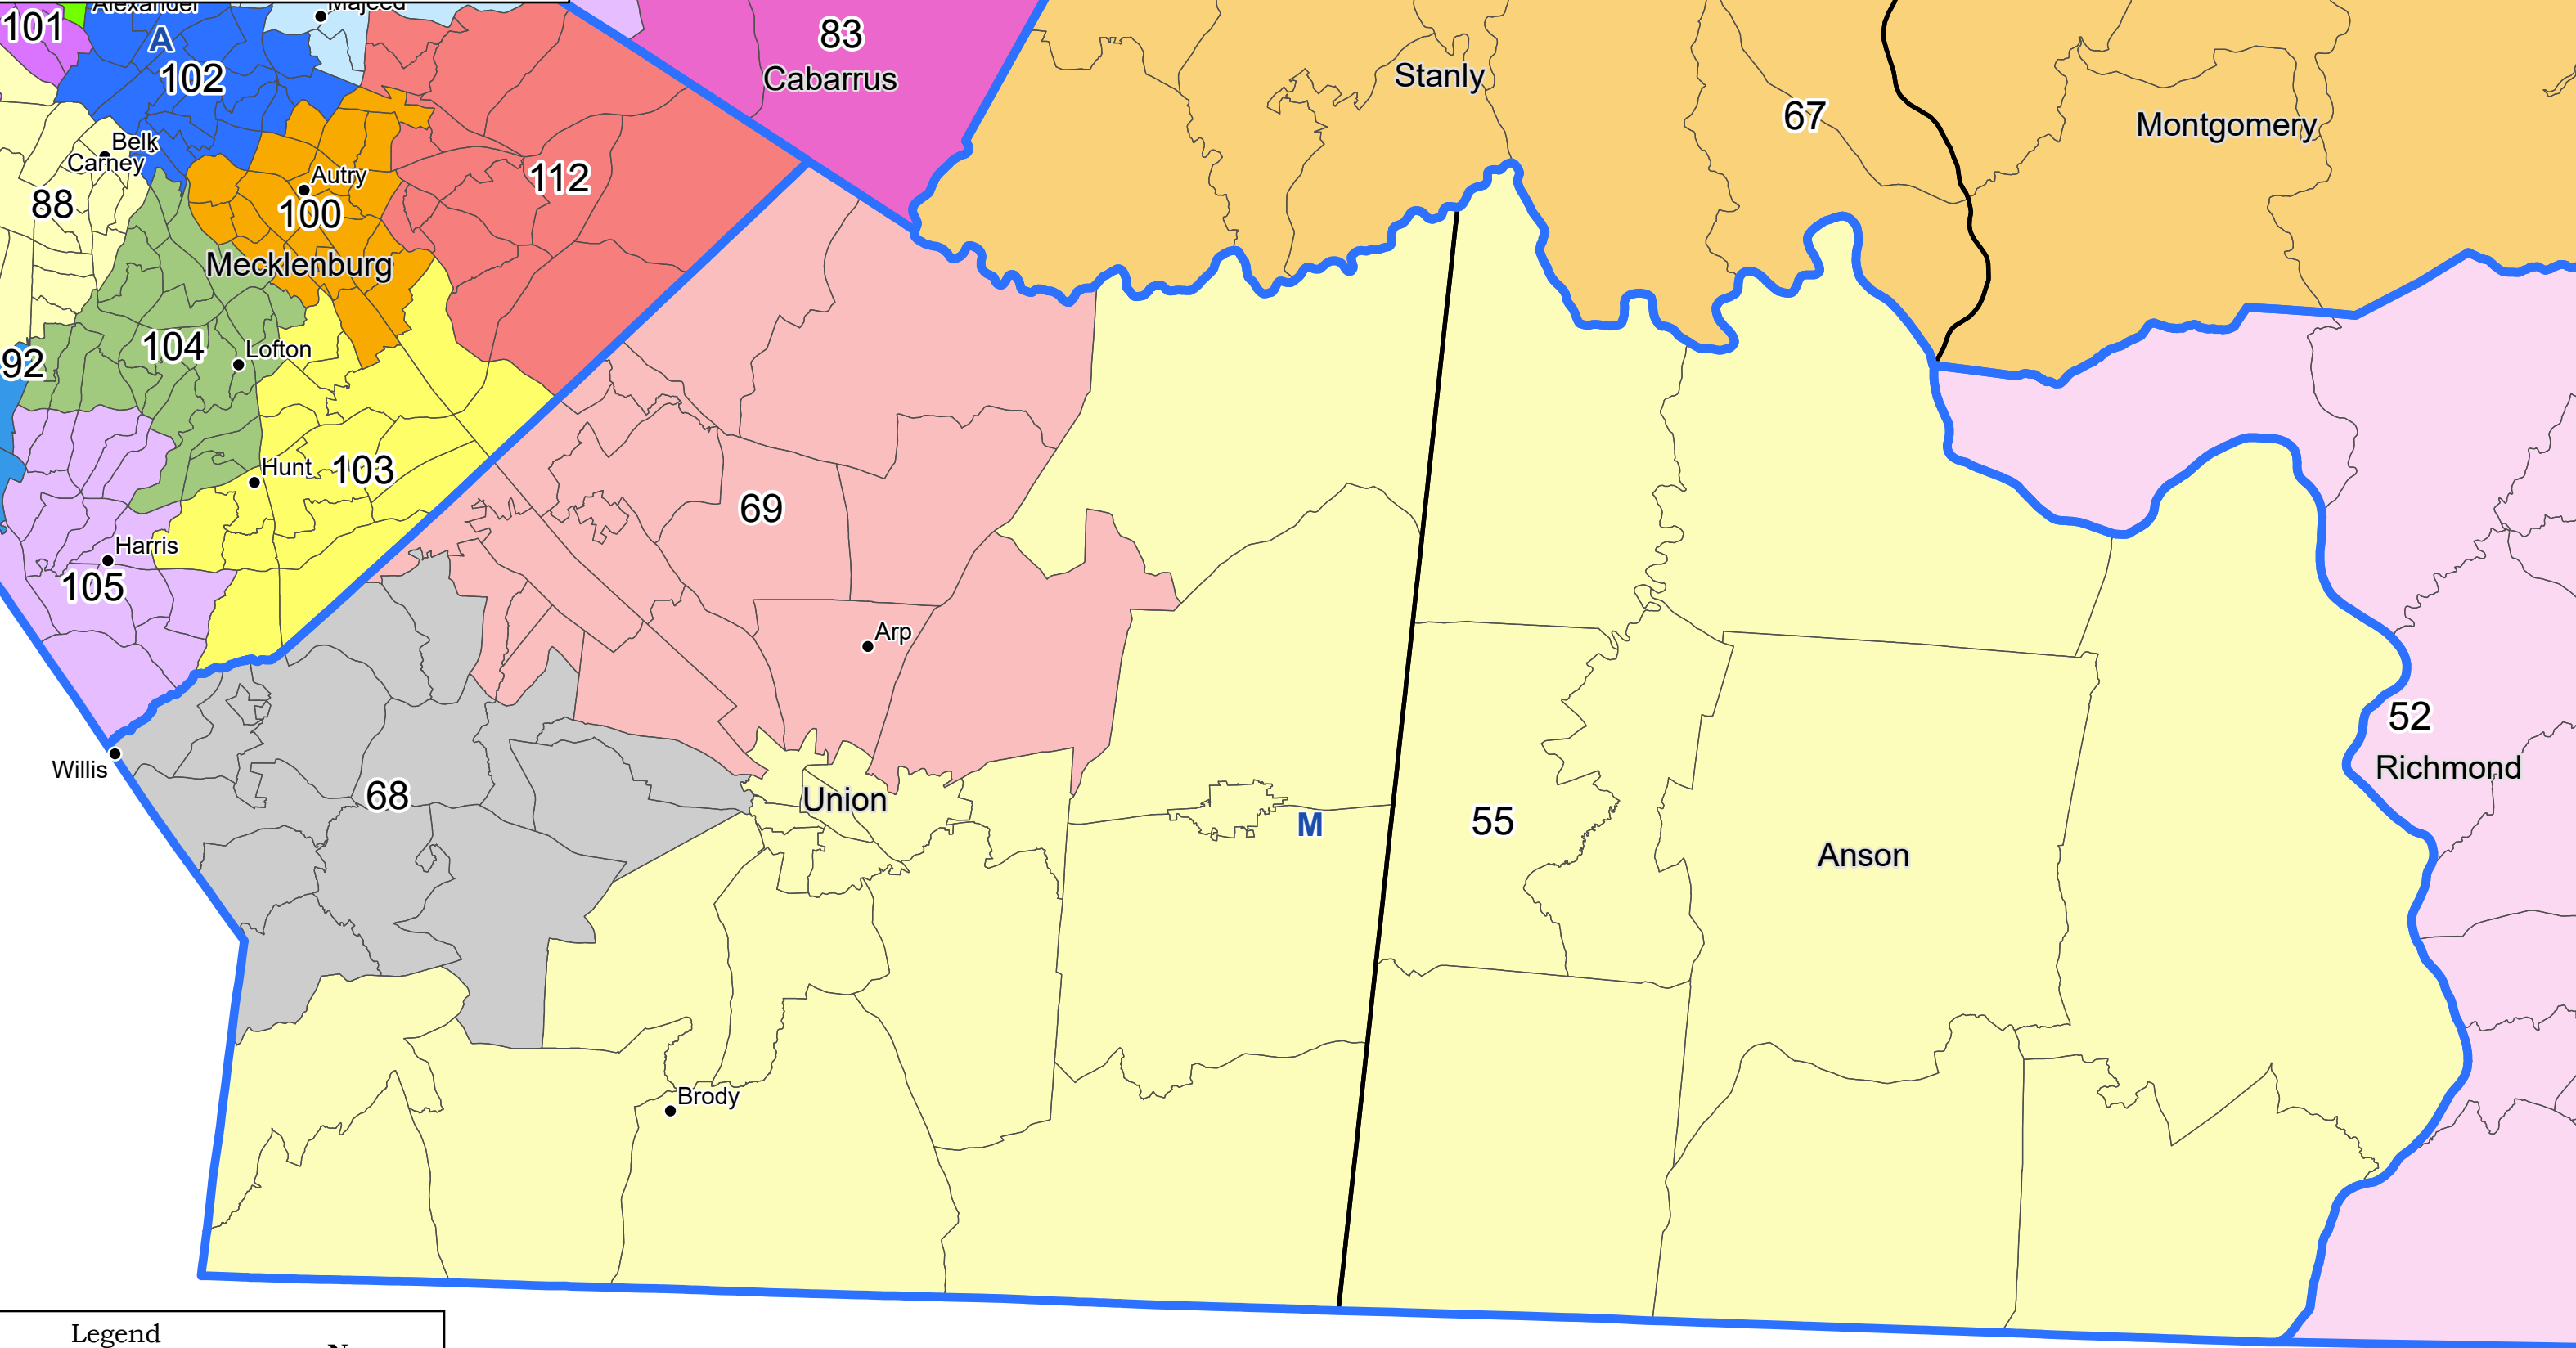 Alexander
Majeed
101
A
102
83
Cabarrus
Stanly
67
Montgomery
Belk
Carney
88
Autry
100
112
Mecklenburg
104
Lofton
92
Hunt
103
69
Harris
105
Arp
Willis
68
Union
M
55
Anson
52
Richmond
Brody
Legend
N